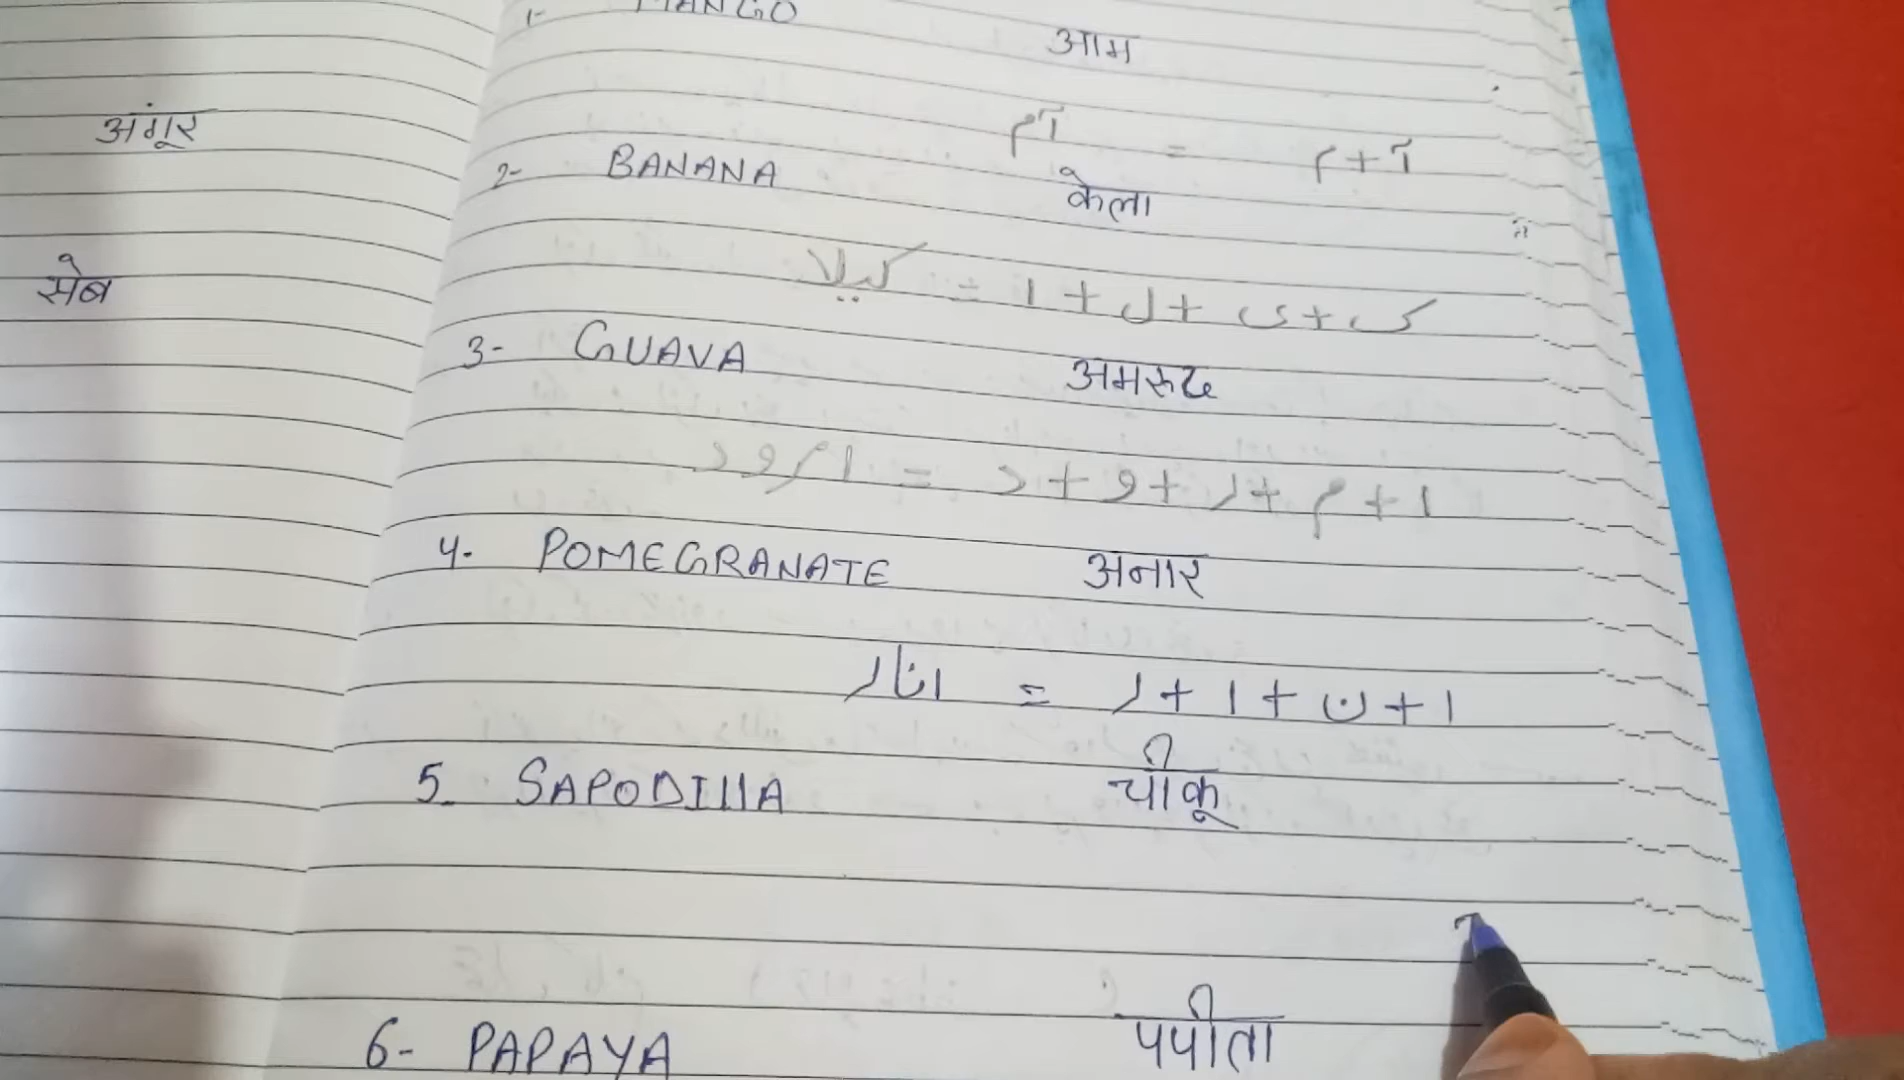 अंगूर
सेब
1- MANGO आम
آم = آ + م
2- BANANA केला
ک + ی + ل + ا = کیلا
3- GUAVA अमरूद
ا + م + ر + و + د = امرود
4- POMEGRANATE अनार
ا + ن + ا + ر = انار
5. SAPODIllA चीकू
6- PAPAYA पपीता